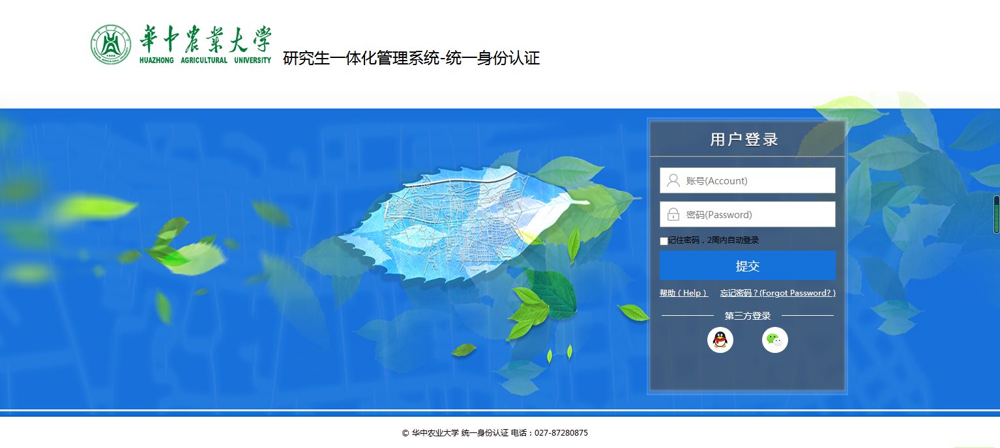 華中农業大学
HUAZHONG AGRICULTURAL UNIVERSITY
研究生一体化管理系统-统一身份认证
用户登录
账号(Account)
密码(Password)
记住密码，2周内自动登录
提交
帮助（Help） 忘记密码？(Forgot Password?)
第三方登录
© 华中农业大学 统一身份认证 电话：027-87280875